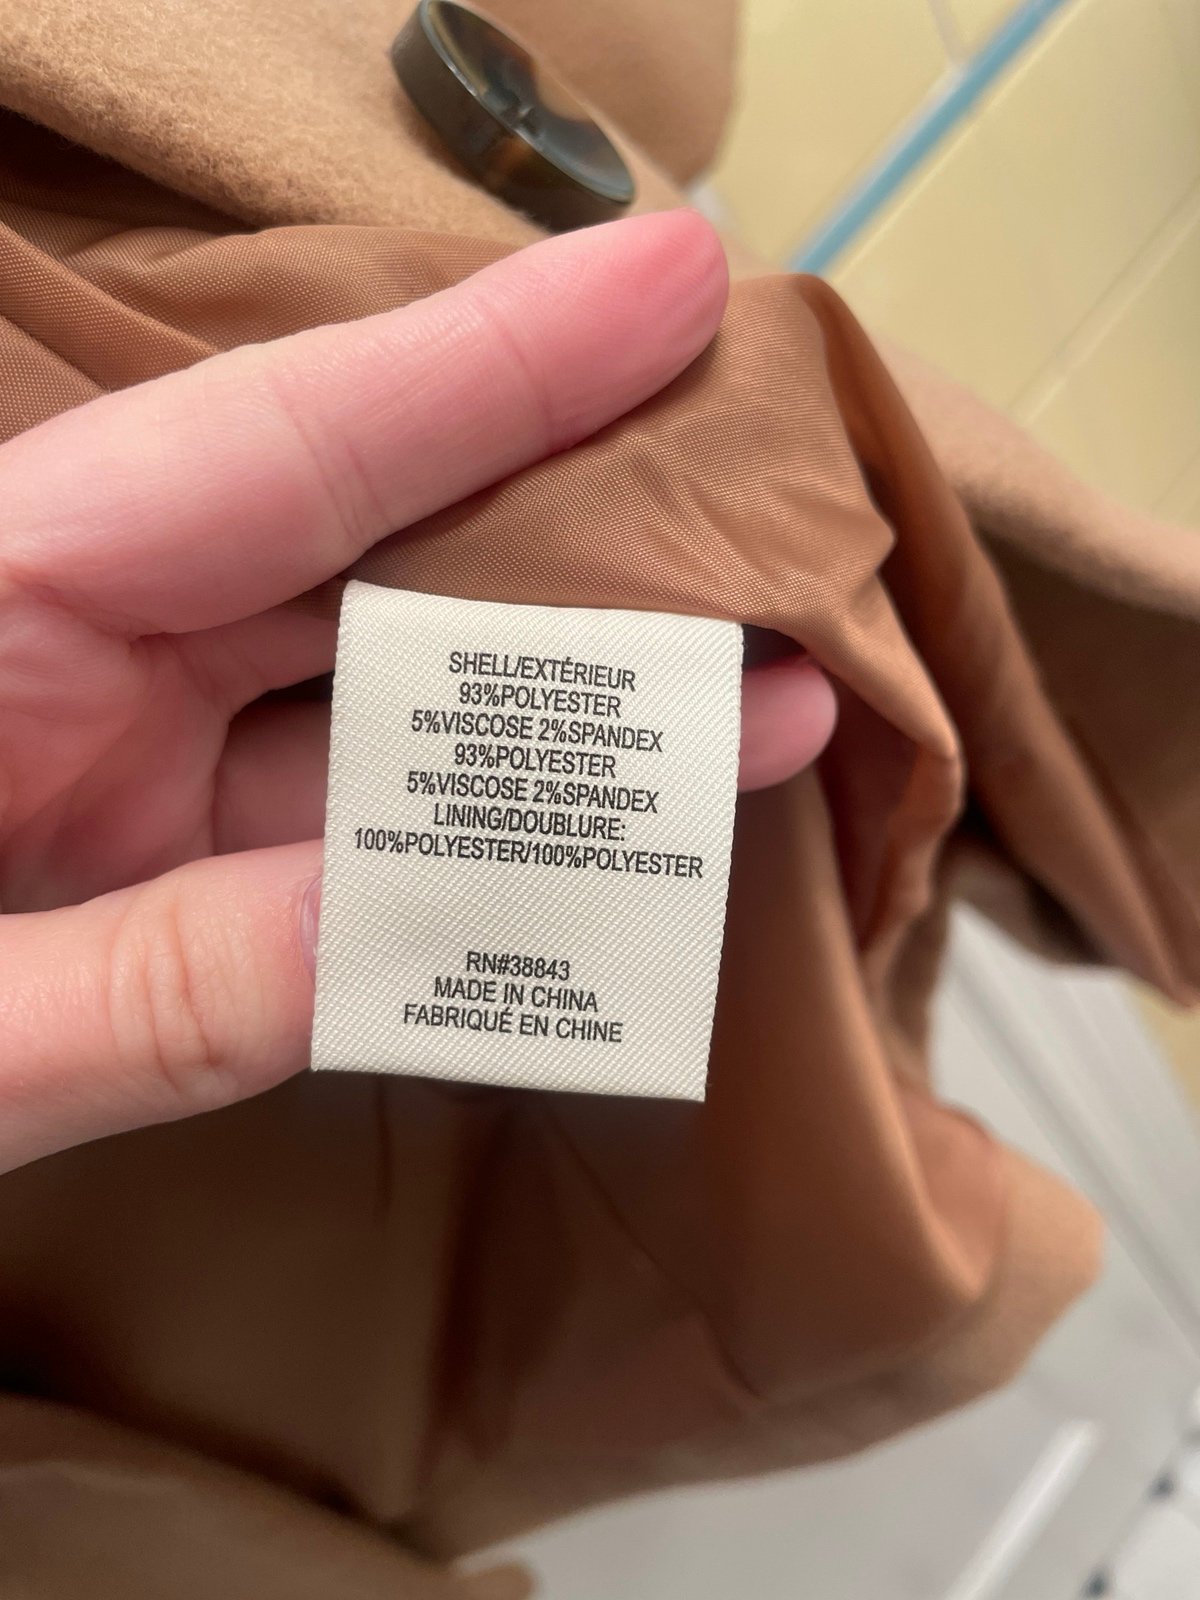 SHELL/EXTÉRIEUR
93%POLYESTER
5%VISCOSE 2%SPANDEX
93%POLYESTER
5%VISCOSE 2%SPANDEX
LINING/DOUBLURE:
100%POLYESTER/100%POLYESTER
RN#38843
MADE IN CHINA
FABRIQUÉ EN CHINE